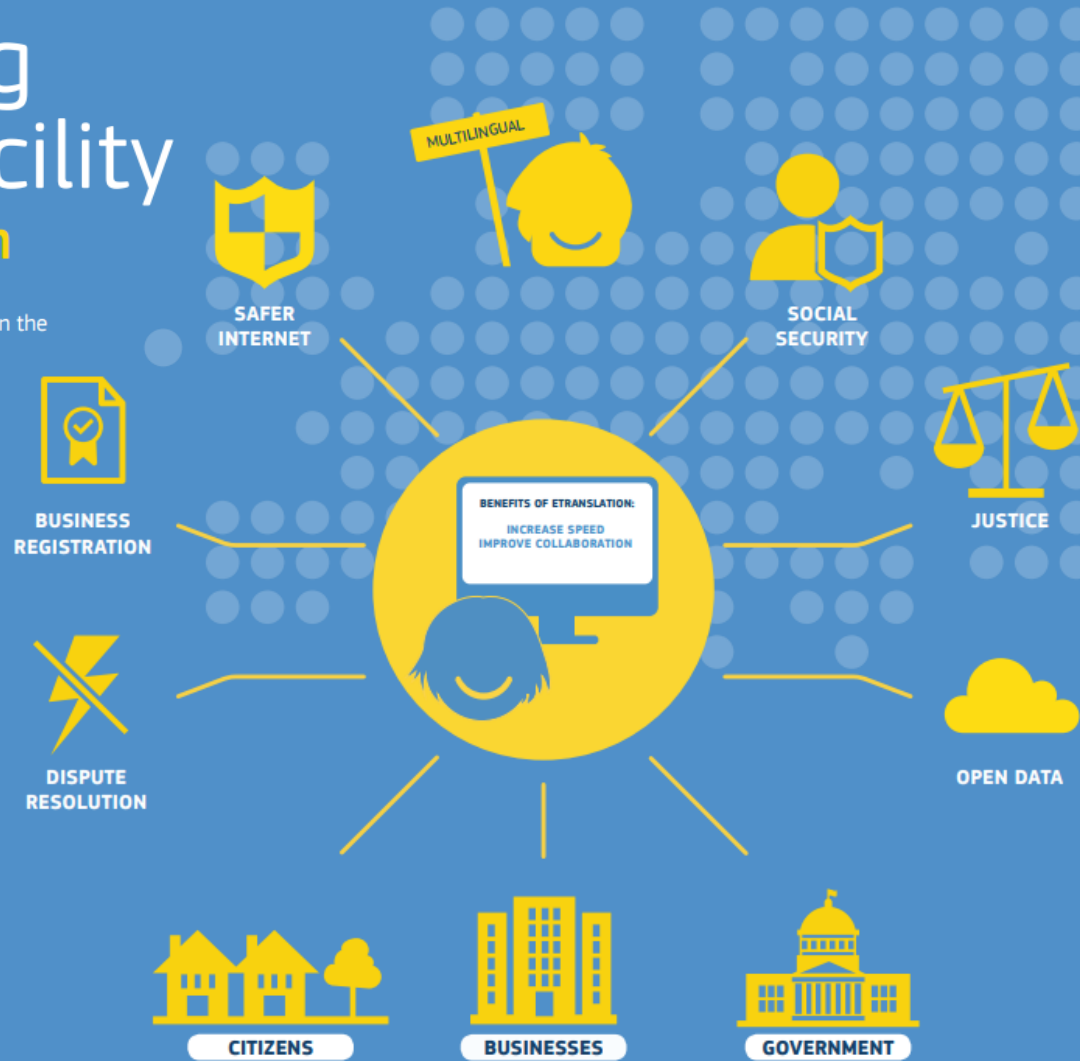 g
cility
n
n the
MULTILINGUAL
SAFER
INTERNET
SOCIAL
SECURITY
BUSINESS
REGISTRATION
JUSTICE
BENEFITS OF ETRANSLATION:
INCREASE SPEED
IMPROVE COLLABORATION
DISPUTE
RESOLUTION
OPEN DATA
CITIZENS
BUSINESSES
GOVERNMENT